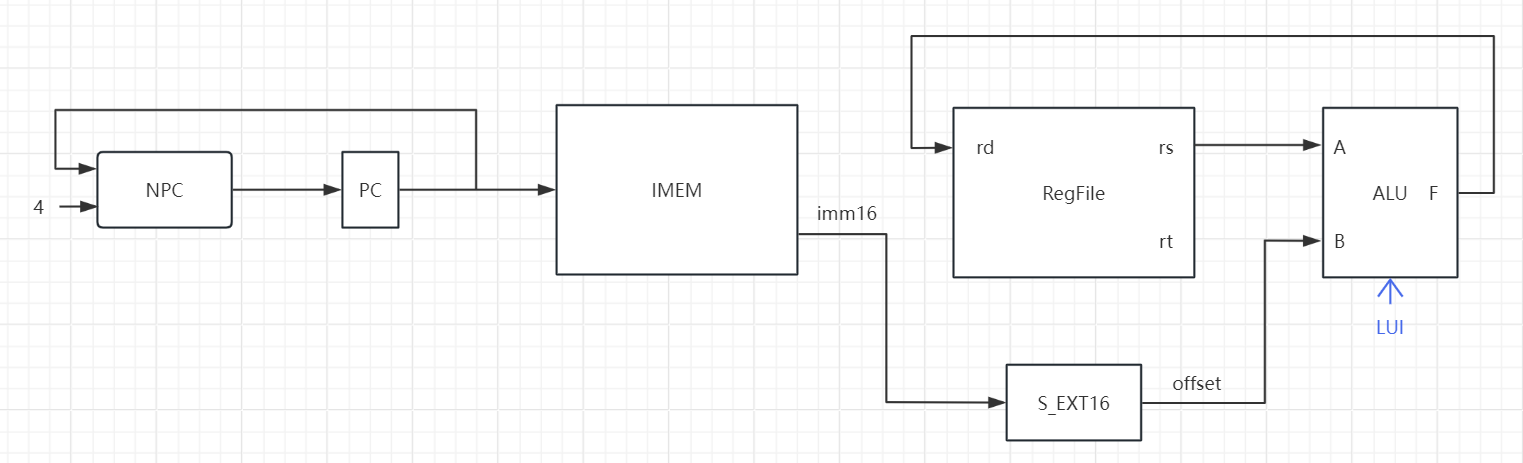 4
NPC
PC
IMEM
imm16
rd
rs
RegFile
rt
A
ALU
F
B
LUI
S_EXT16
offset